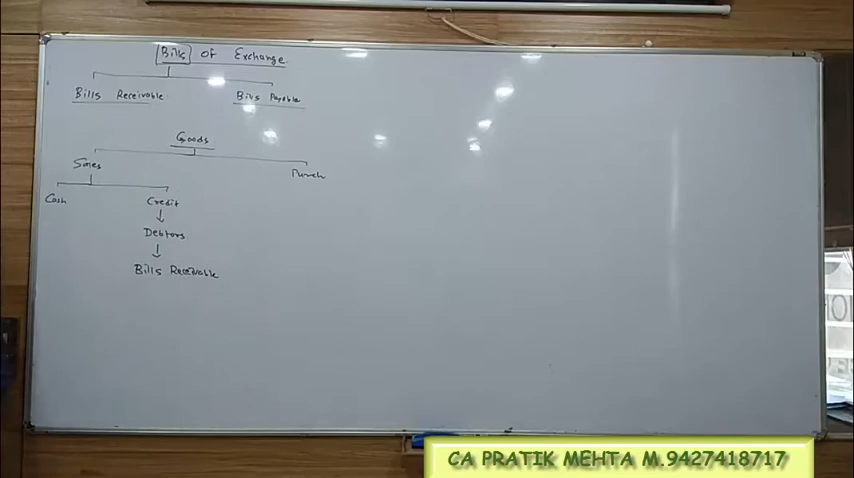 Bills of Exchange
Bills Receivable
Bills Payable
Goods
Sales
Purch
Cash
Credit
↓
Debtors
↓
Bills Receivable
CA PRATIK MEHTA M.9427418717